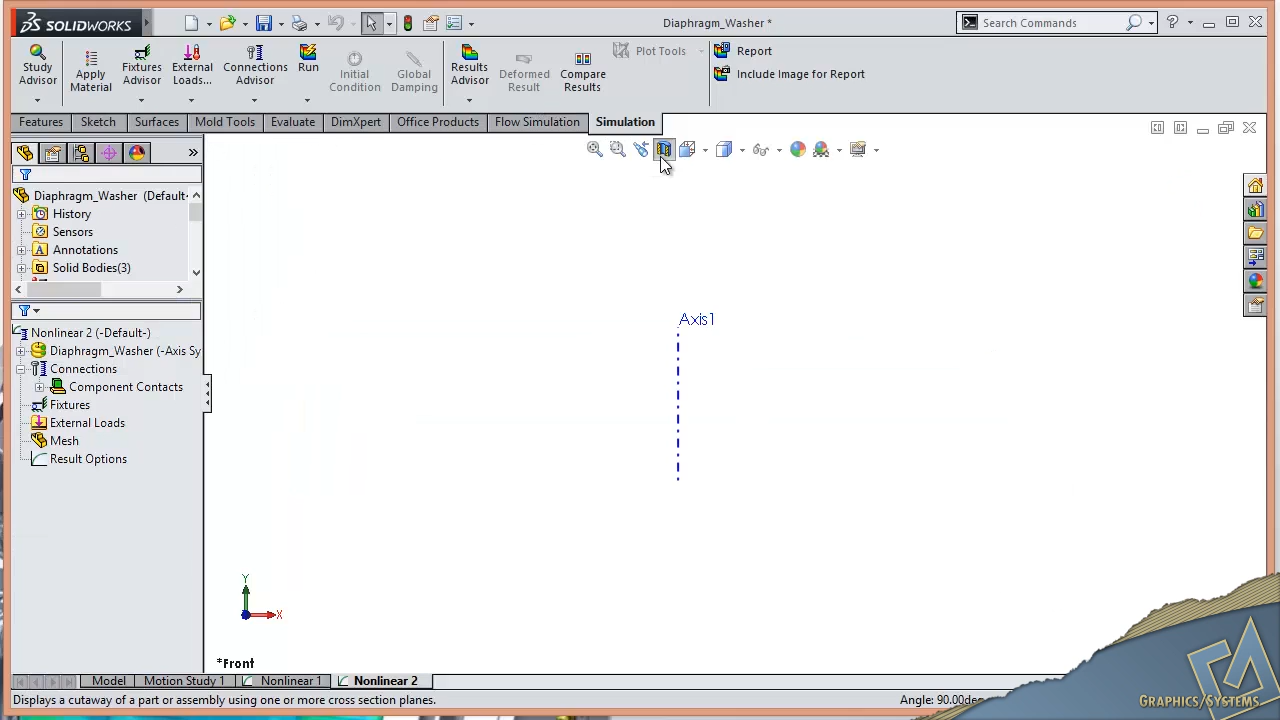 SOLIDWORKS
Diaphragm_Washer *
Search Commands
Study Advisor
Apply Material
Fixtures Advisor
External Loads...
Connections Advisor
Run
Initial Condition
Global Damping
Results Advisor
Deformed Result
Compare Results
Plot Tools
Report
Include Image for Report
Features
Sketch
Surfaces
Mold Tools
Evaluate
DimXpert
Office Products
Flow Simulation
Simulation
Diaphragm_Washer (Default-
History
Sensors
Annotations
Solid Bodies(3)
Nonlinear 2 (-Default-)
Diaphragm_Washer (-Axis Sy
Connections
Component Contacts
Fixtures
External Loads
Mesh
Result Options
Axis1
Y
X
*Front
Model
Motion Study 1
Nonlinear 1
Nonlinear 2
Displays a cutaway of a part or assembly using one or more cross section planes.
Angle: 90.00de
GRAPHICS/SYSTEMS